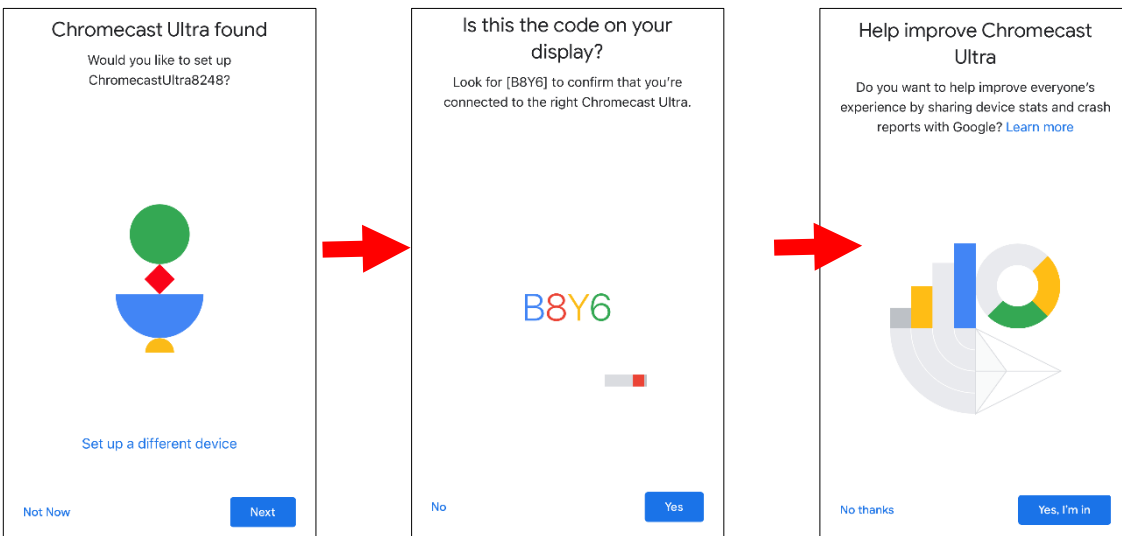 Chromecast Ultra found
Would you like to set up
ChromecastUltra8248?
Set up a different device
Not Now
Next
Is this the code on your
display?
Look for [B8Y6] to confirm that you're
connected to the right Chromecast Ultra.
B8Y6
No
Yes
Help improve Chromecast
Ultra
Do you want to help improve everyone's
experience by sharing device stats and crash
reports with Google? Learn more
No thanks
Yes, I'm in